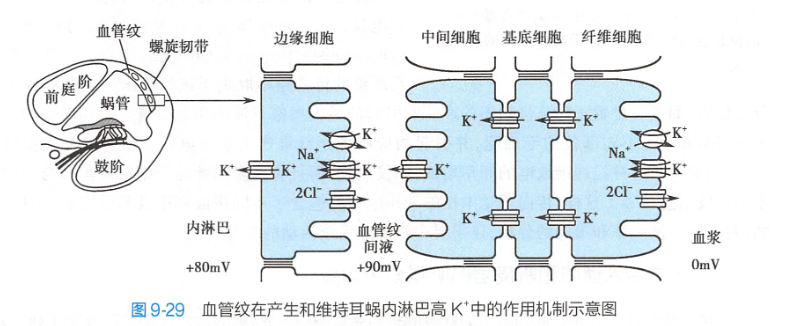 血管纹
螺旋韧带
前庭阶
蜗管
鼓阶
边缘细胞
中间细胞 基底细胞 纤维细胞
K⁺
Na⁺
K⁺ K⁺ K⁺
2Cl⁻
内淋巴
+80mV
血管纹
间液
+90mV
K⁺
K⁺ K⁺
K⁺ K⁺
K⁺
Na⁺
K⁺
2Cl⁻
血浆
0mV
图9-29 血管纹在产生和维持耳蜗内淋巴高K⁺中的作用机制示意图